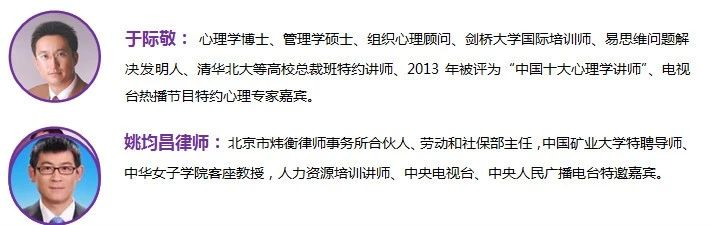 于际敬： 心理学博士、管理学硕士、组织心理顾问、剑桥大学国际培训师、易思维问题解
决发明人、清华北大等高校总裁班特约讲师、2013 年被评为“中国十大心理学讲师”、电视
台热播节目特约心理专家嘉宾。
姚均昌律师：北京市炜衡律师事务所合伙人、劳动和社保部主任，中国矿业大学特聘导师、
中华女子学院客座教授，人力资源培训讲师、中央电视台、中央人民广播电台特邀嘉宾。